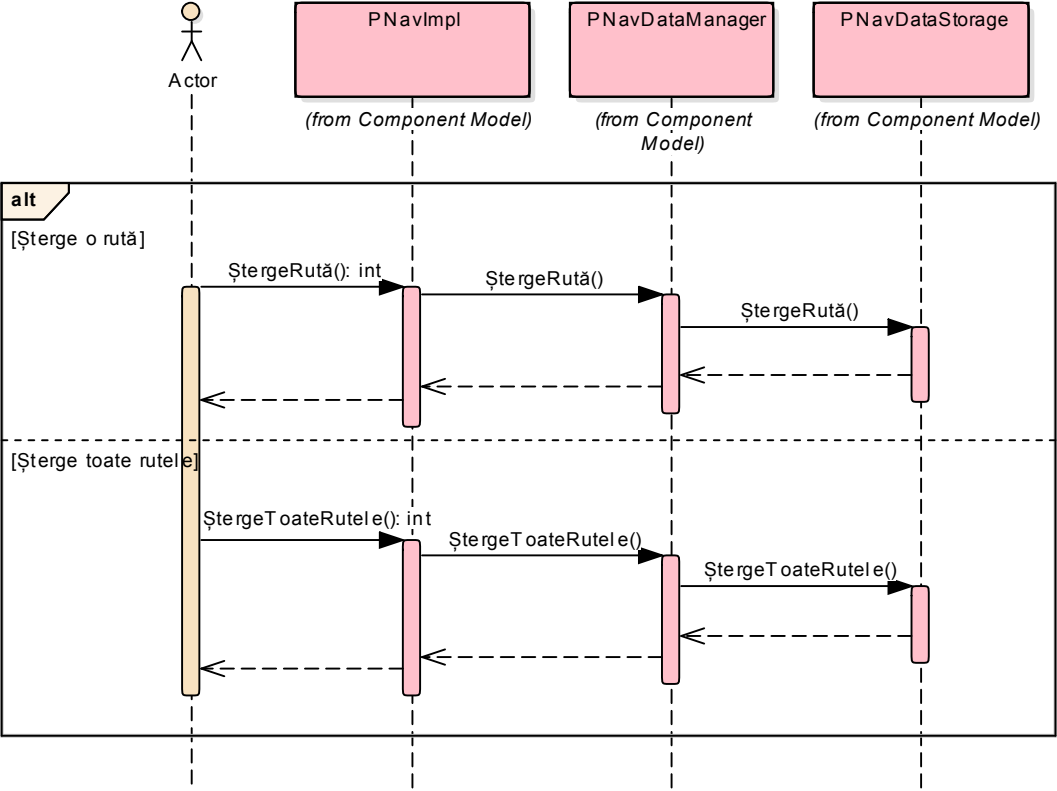 PNavImpl
PNavDataManager
PNavDataStorage
Actor
(from Component Model)
(from Component
Model)
(from Component Model)
alt
[Șterge o rută]
ȘtergeRută(): int
ȘtergeRută()
ȘtergeRută()
[Șterge toate rutele]
ȘtergeToateRutele(): int
ȘtergeToateRutele()
ȘtergeToateRutele()